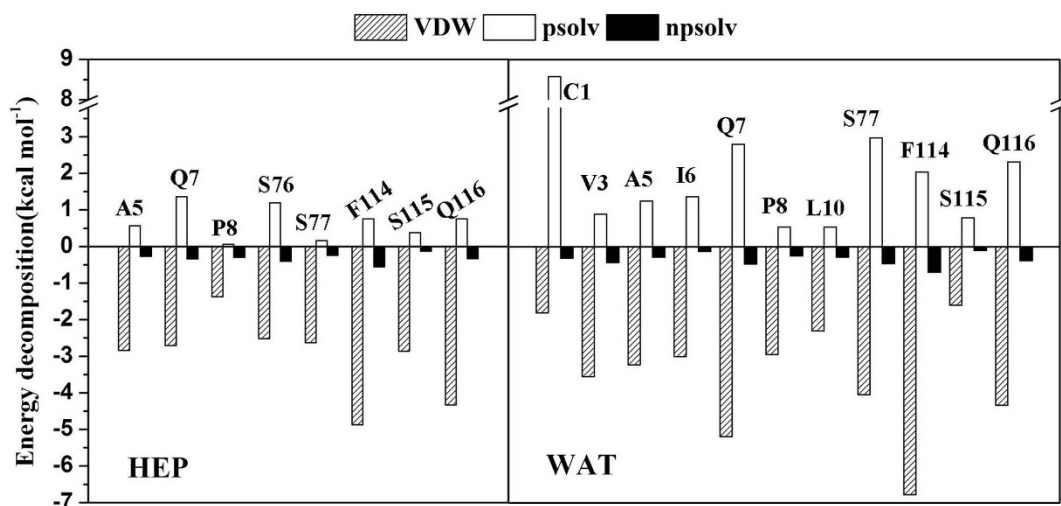 VDW psolv npsolv
Energy decomposition(kcal mol⁻¹)
9
8
3
2
1
0
-1
-2
-3
-4
-5
-6
-7
A5 Q7 P8 S76 S77 F114 S115 Q116
HEP
C1 V3 A5 I6 Q7 P8 L10 S77 F114 S115 Q116
WAT